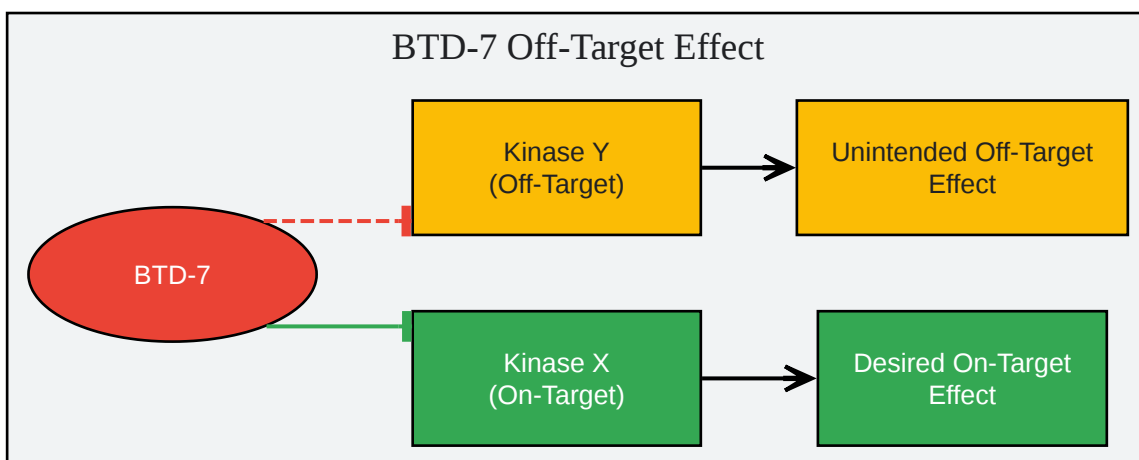 BTD-7 Off-Target Effect
Kinase Y
(Off-Target)
Unintended Off-Target
Effect
BTD-7
Kinase X
(On-Target)
Desired On-Target
Effect